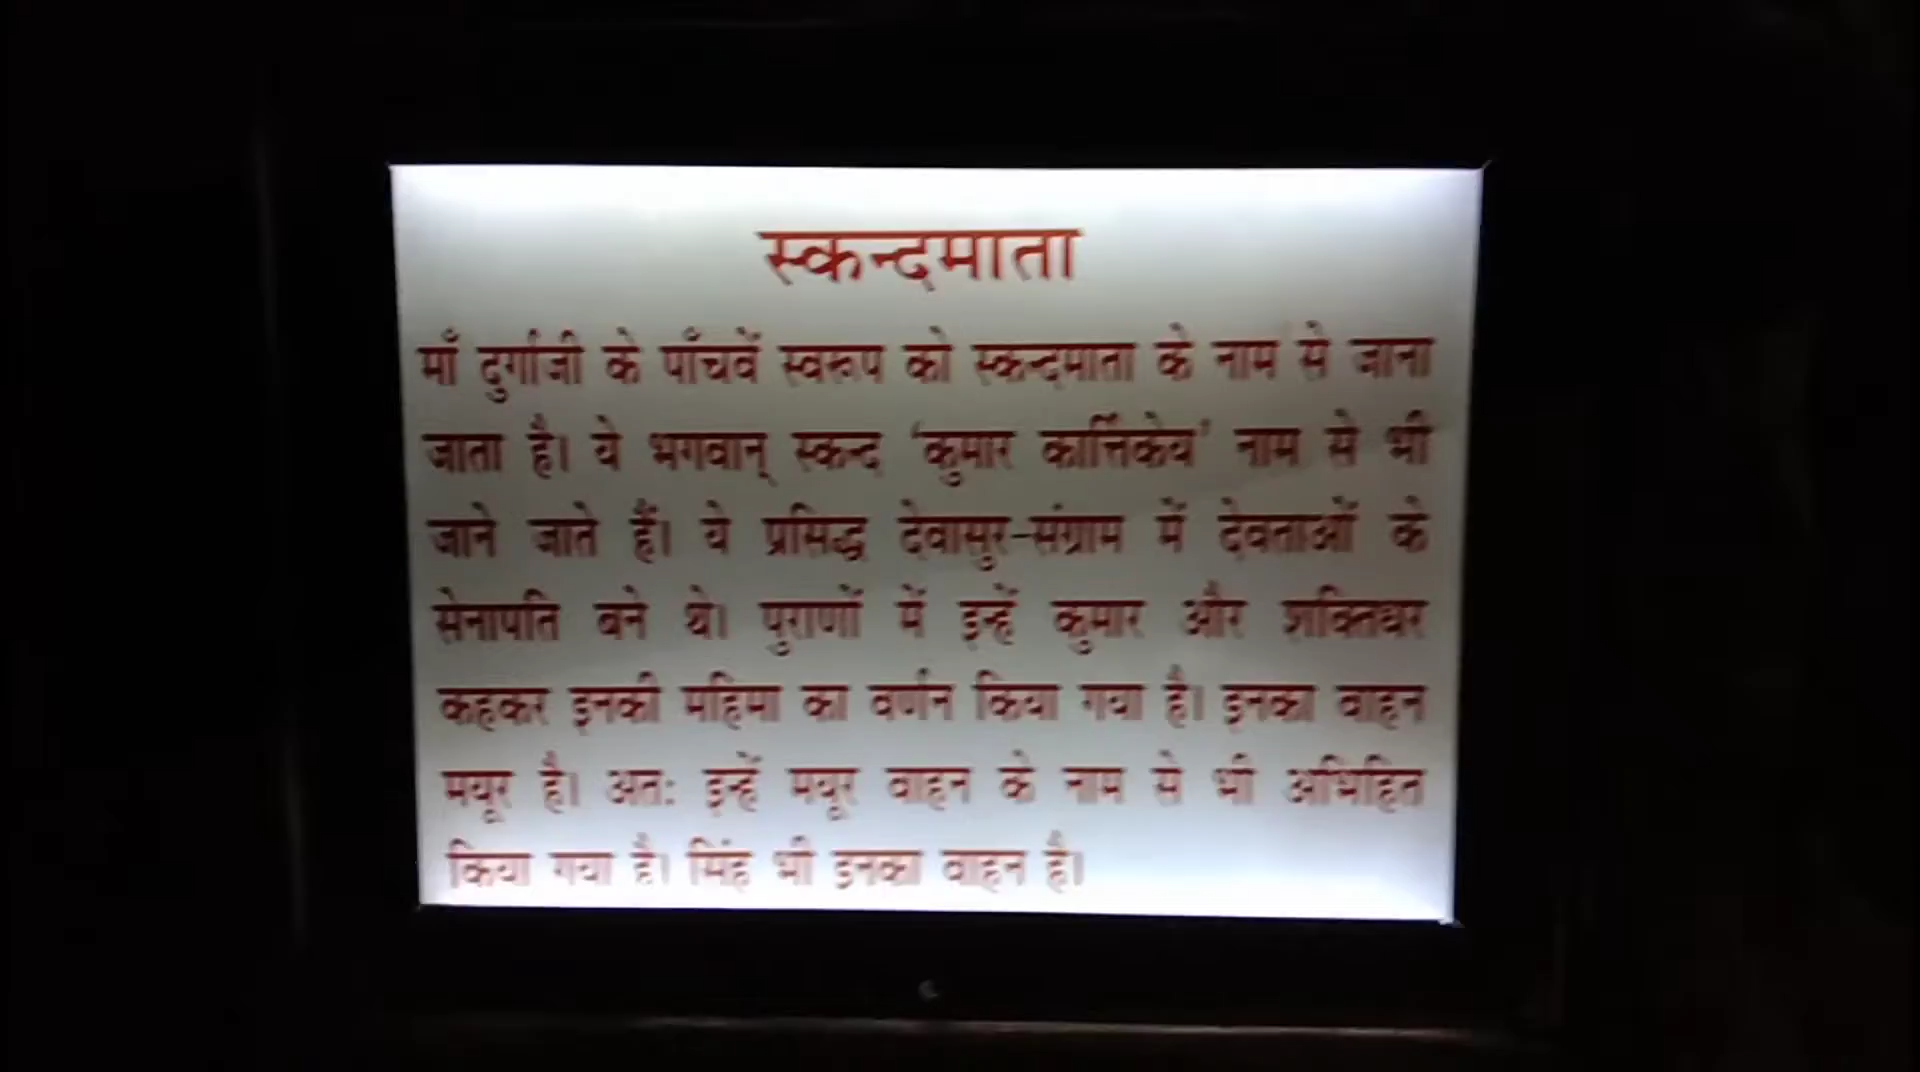 स्कन्दमाता
माँ दुर्गाजी के पाँचवें स्वरुप को स्कन्दमाता के नाम से जाना
जाता है। ये भगवान् स्कन्द ‘कुमार कार्त्तिकेय’ नाम से भी
जाने जाते हैं। ये प्रसिद्ध देवासुर-संग्राम में देवताओं के
सेनापति बने थे। पुराणों में इन्हें कुमार और शक्तिधर
कहकर इनकी महिमा का वर्णन किया गया है। इनका वाहन
मयूर है। अतः इन्हें मयूर वाहन के नाम से भी अभिहित
किया गया है। सिंह भी इनका वाहन है।